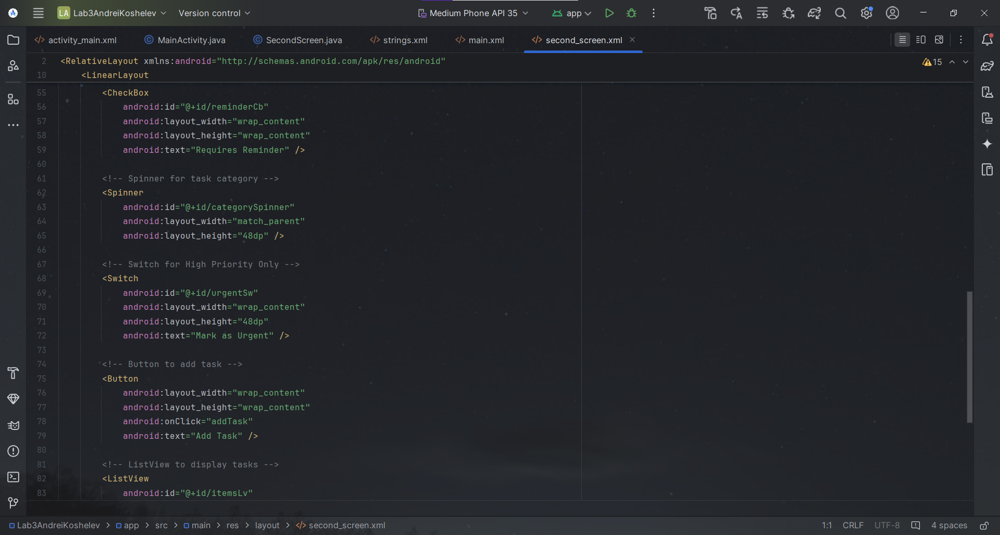 LA Lab3AndreiKoshelev Version control Medium Phone API 35 app
activity_main.xml MainActivity.java SecondScreen.java strings.xml main.xml second_screen.xml
2 <RelativeLayout xmlns:android="http://schemas.android.com/apk/res/android" 15
10 <LinearLayout
55 <CheckBox
56 android:id="@+id/reminderCb"
57 android:layout_width="wrap_content"
58 android:layout_height="wrap_content"
59 android:text="Requires Reminder" />
60
61 <!-- Spinner for task category -->
62 <Spinner
63 android:id="@+id/categorySpinner"
64 android:layout_width="match_parent"
65 android:layout_height="48dp" />
66
67 <!-- Switch for High Priority Only -->
68 <Switch
69 android:id="@+id/urgentSw"
70 android:layout_width="wrap_content"
71 android:layout_height="48dp"
72 android:text="Mark as Urgent" />
73
74 <!-- Button to add task -->
75 <Button
76 android:layout_width="wrap_content"
77 android:layout_height="wrap_content"
78 android:onClick="addTask"
79 android:text="Add Task" />
80
81 <!-- ListView to display tasks -->
82 <ListView
83 android:id="@+id/itemsLv"
Lab3AndreiKoshelev > app > src > main > res > layout > second_screen.xml 1:1 CRLF UTF-8 4 spaces